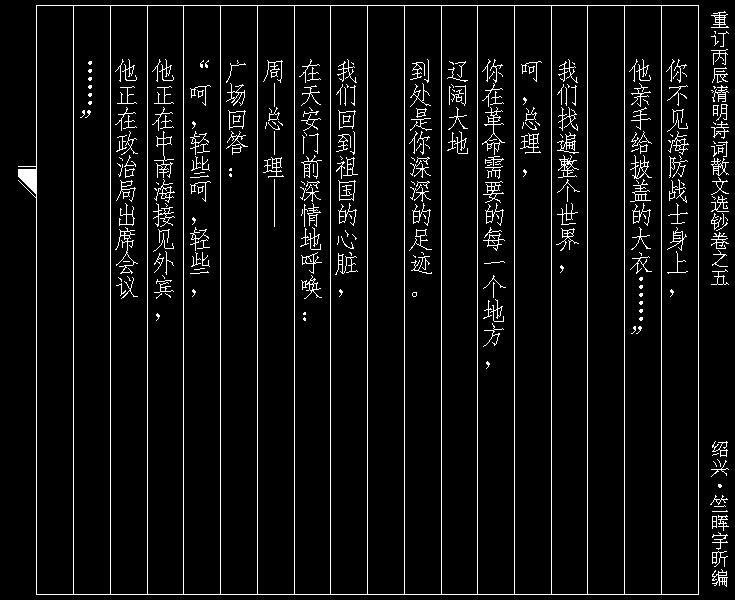 重订丙辰清明诗词散文选钞卷之五
绍兴·竺晖宇昕编
你不见海防战士身上，
他亲手给披盖的大衣……”
我们找遍整个世界，
呵，总理，
你在革命需要的每一个地方，
辽阔大地
到处是你深深的足迹。
我们回到祖国的心脏，
在天安门前深情地呼唤：
周—总—理——
广场回答：
“呵，轻些呵，轻些，
他正在中南海接见外宾，
他正在政治局出席会议
……”